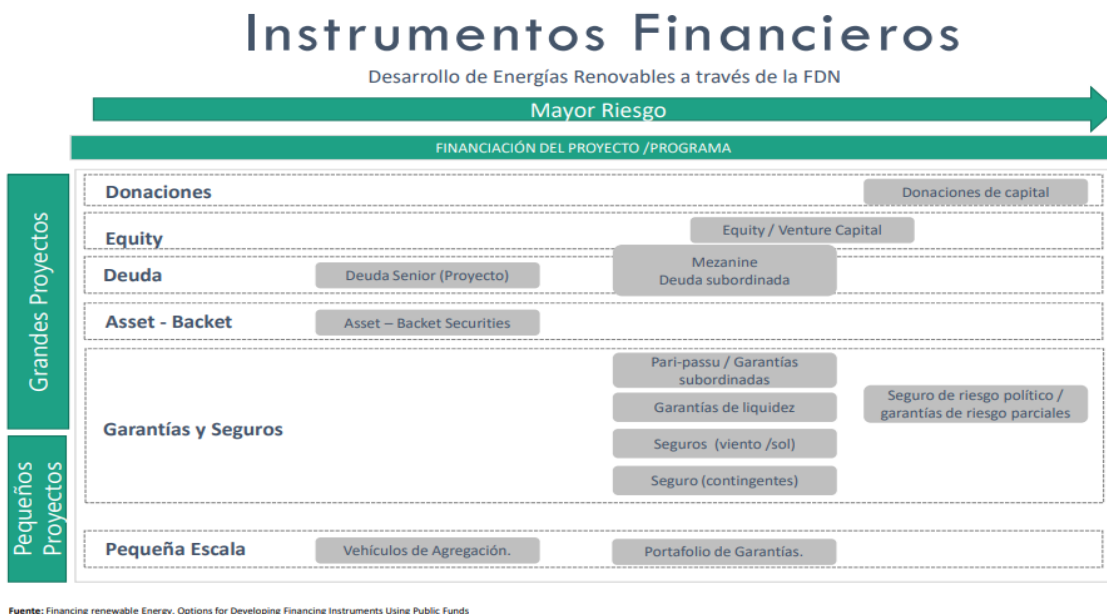 Instrumentos Financieros
Desarrollo de Energías Renovables a través de la FDN
Mayor Riesgo
FINANCIACIÓN DEL PROYECTO /PROGRAMA
Grandes Proyectos
Donaciones
Donaciones de capital
Equity
Equity / Venture Capital
Deuda
Deuda Senior (Proyecto)
Mezanine
Deuda subordinada
Asset - Backet
Asset – Backet Securities
Garantías y Seguros
Pari-passu / Garantías
subordinadas
Garantías de liquidez
Seguros (viento /sol)
Seguro (contingentes)
Seguro de riesgo político /
garantías de riesgo parciales
Pequeños
Proyectos
Pequeña Escala
Vehículos de Agregación.
Portafolio de Garantías.
Fuente: Financing renewable Energy. Options for Developing Financing Instruments Using Public Funds